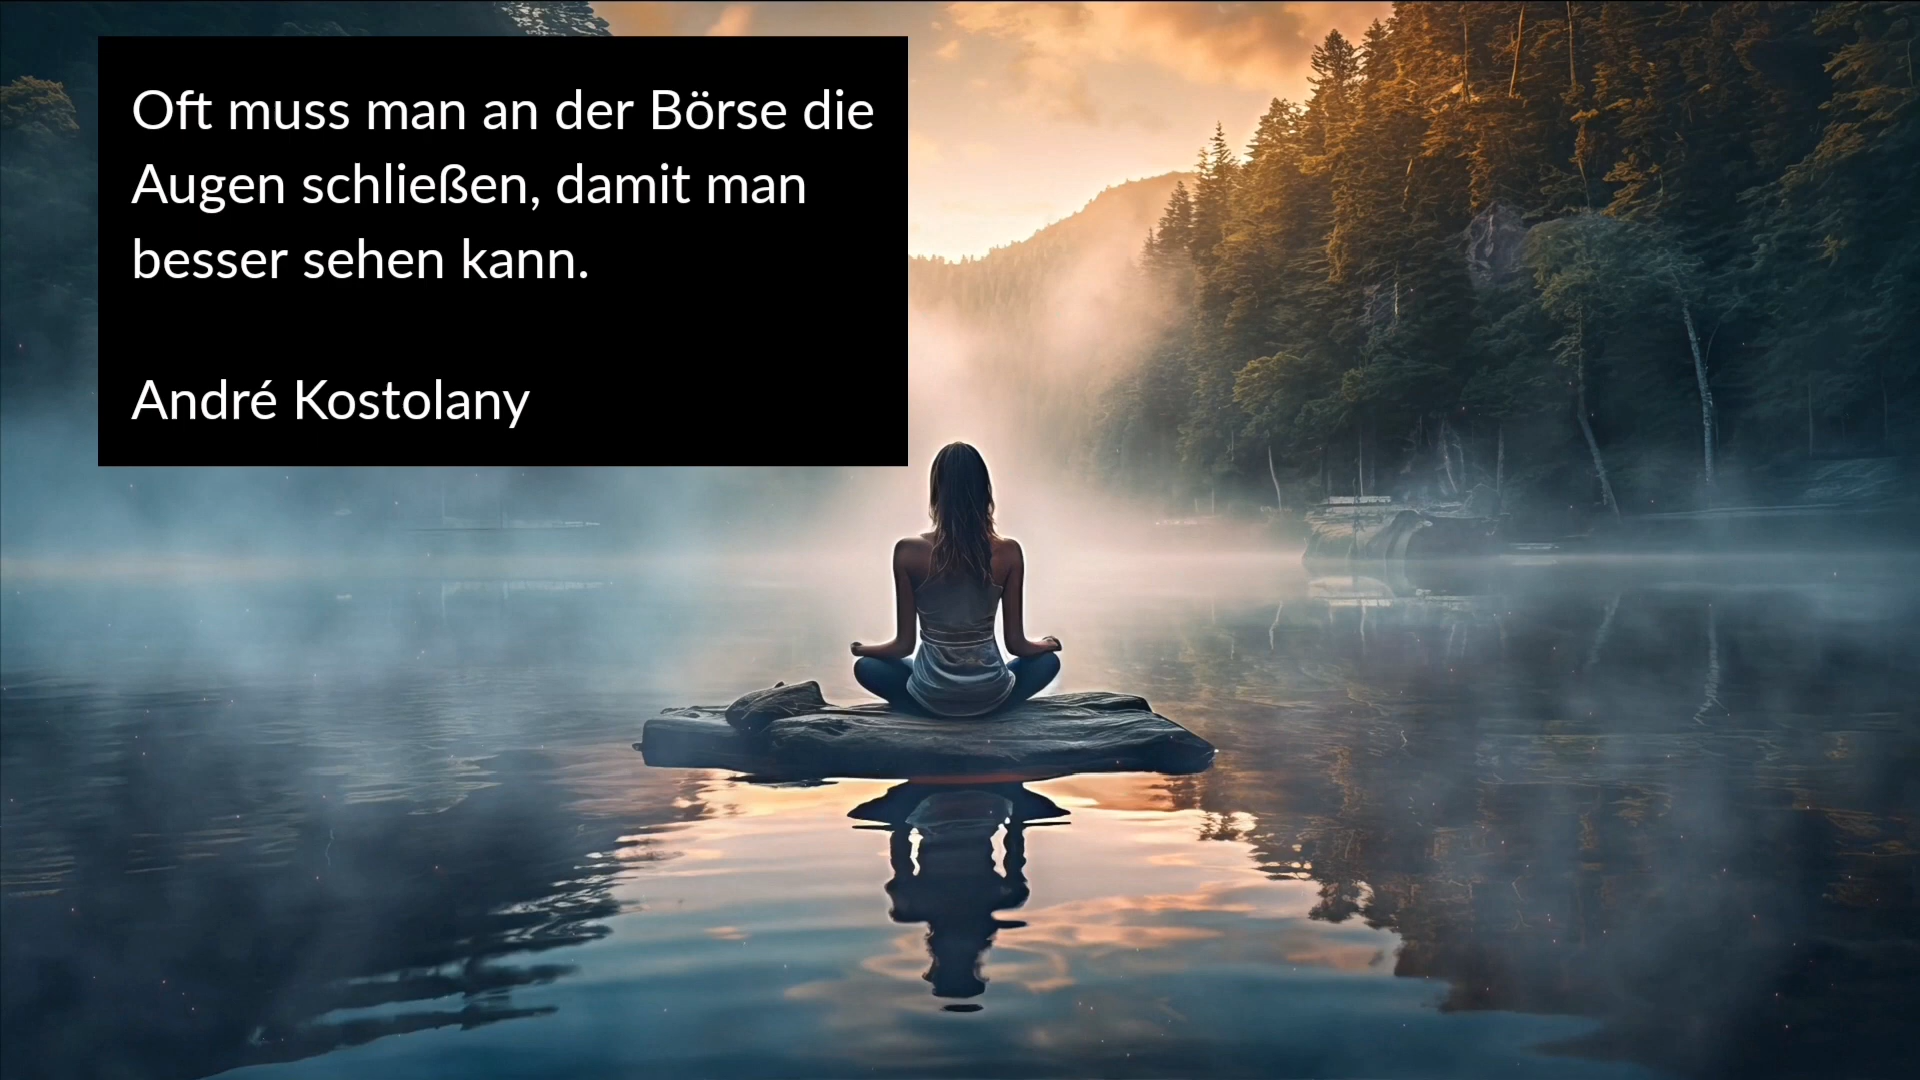 Oft muss man an der Börse die
Augen schließen, damit man
besser sehen kann.
André Kostolany